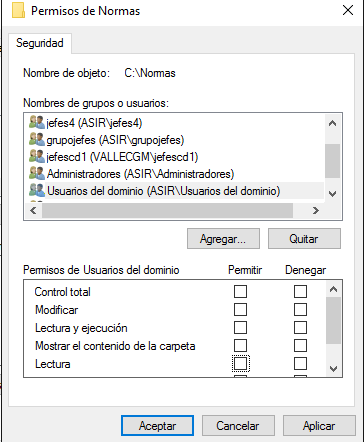 Permisos de Normas
Seguridad
Nombre de objeto: C:\Normas
Nombres de grupos o usuarios:
jefes4 (ASIR\jefes4)
grupojefes (ASIR\grupojefes)
jefescd1 (VALLECGM\jefescd1)
Administradores (ASIR\Administradores)
Usuarios del dominio (ASIR\Usuarios del dominio)
Agregar... Quitar
Permisos de Usuarios del dominio Permitir Denegar
Control total
Modificar
Lectura y ejecución
Mostrar el contenido de la carpeta
Lectura
Aceptar Cancelar Aplicar